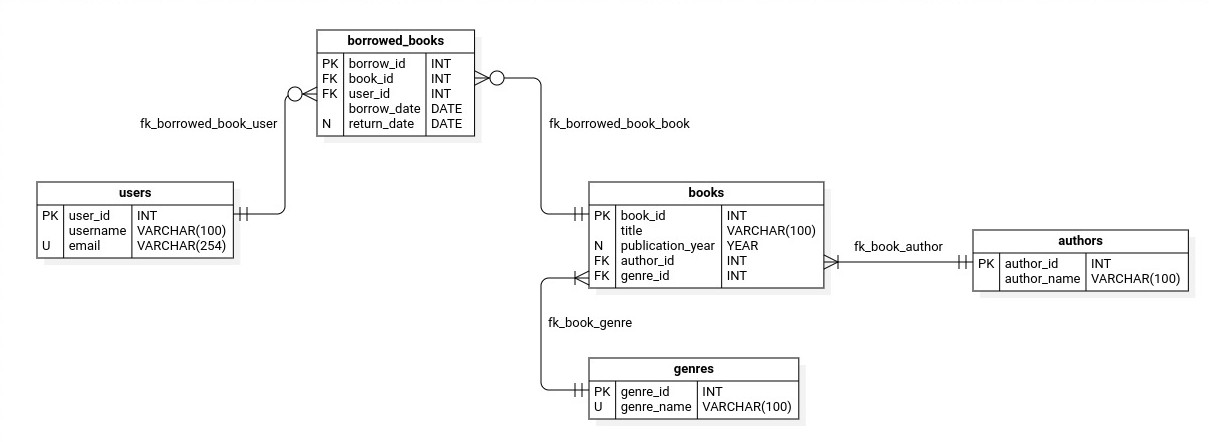 borrowed_books
PK borrow_id INT
FK book_id INT
FK user_id INT
borrow_date DATE
N return_date DATE
fk_borrowed_book_user
fk_borrowed_book_book
users
PK user_id INT
username VARCHAR(100)
U email VARCHAR(254)
books
PK book_id INT
title VARCHAR(100)
N publication_year YEAR
FK author_id INT
FK genre_id INT
fk_book_author
authors
PK author_id INT
author_name VARCHAR(100)
fk_book_genre
genres
PK genre_id INT
U genre_name VARCHAR(100)